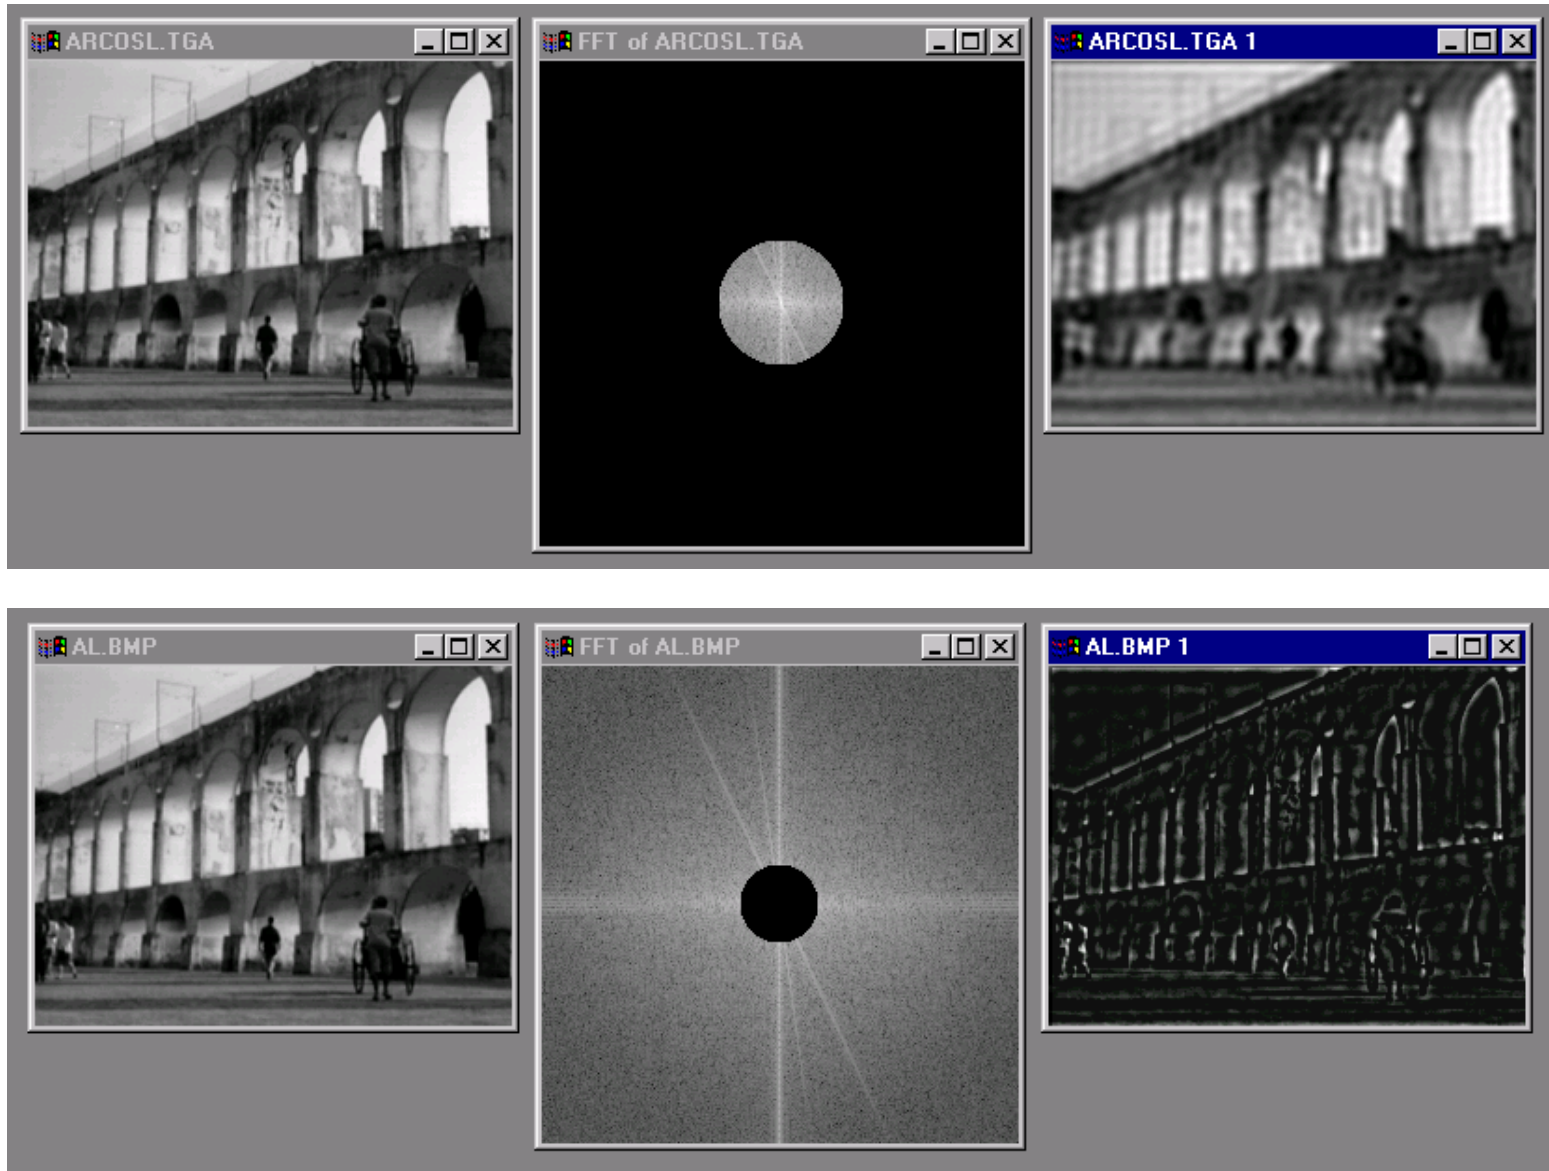 ARCOSL.TGA
FFT of ARCOSL.TGA
ARCOSL.TGA 1
AL.BMP
FFT of AL.BMP
AL.BMP 1